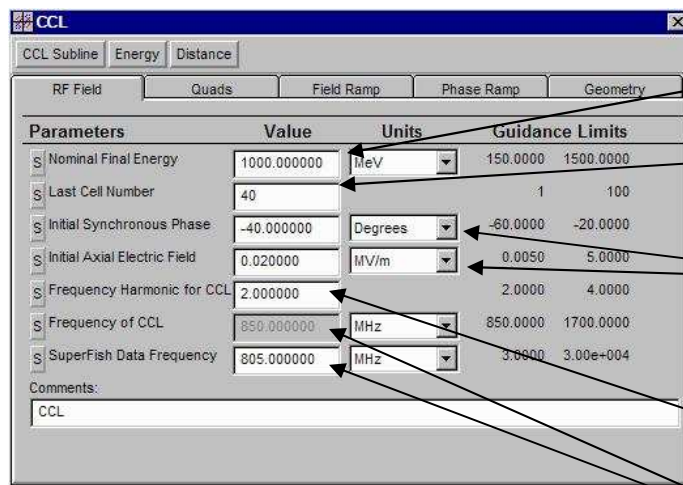 CCL
CCL Subline Energy Distance
RF Field Quads Field Ramp Phase Ramp Geometry
Parameters Value Units Guidance Limits
S Nominal Final Energy 1000.000000 MeV 150.0000 1500.0000
S Last Cell Number 40 1 100
S Initial Synchronous Phase -40.000000 Degrees -60.0000 -20.0000
S Initial Axial Electric Field 0.020000 MV/m 0.0050 5.0000
S Frequency Harmonic for CCL 2.000000 2.0000 4.0000
S Frequency of CCL 850.000000 MHz 850.0000 1700.0000
S SuperFish Data Frequency 805.000000 MHz 3.0000 3.00e+004
Comments:
CCL